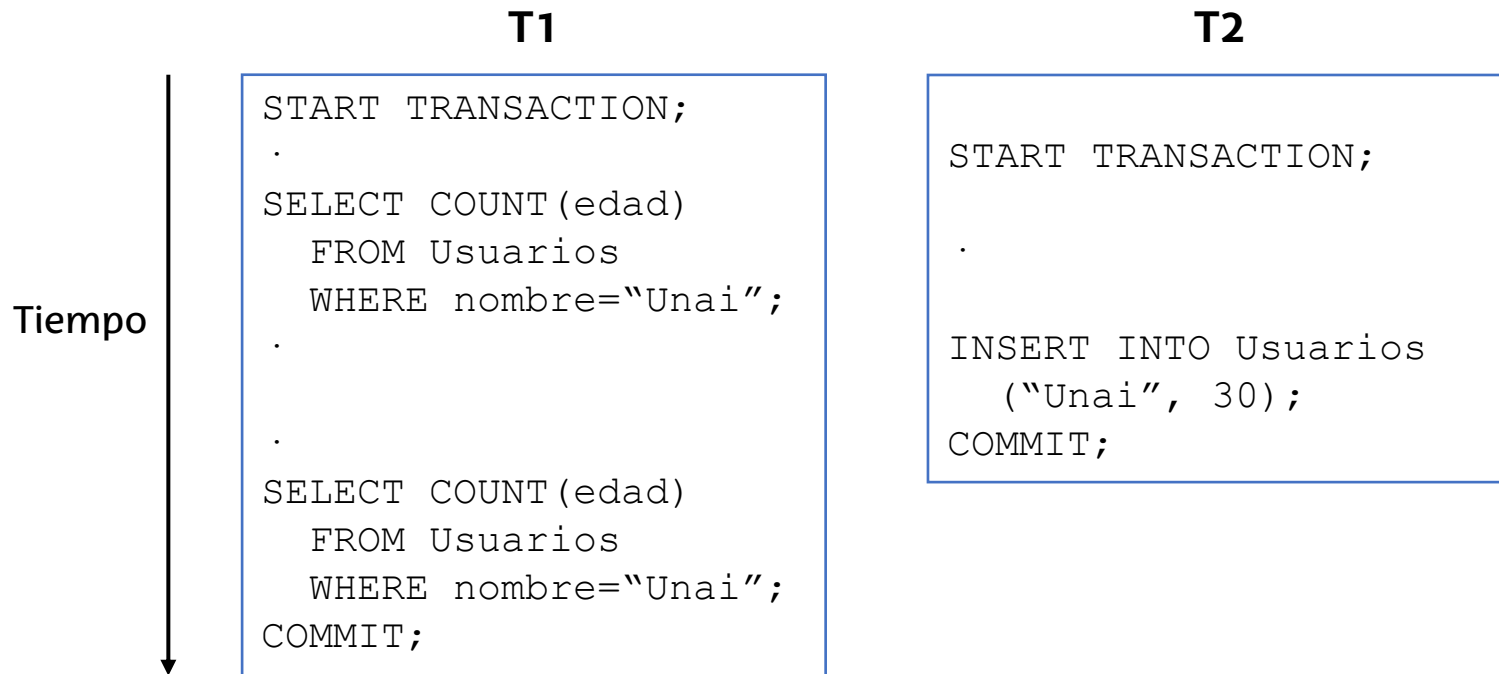 T1
START TRANSACTION;
.
SELECT COUNT(edad)
FROM Usuarios
WHERE nombre=“Unai”;
.
.
SELECT COUNT(edad)
FROM Usuarios
WHERE nombre=“Unai”;
COMMIT;
T2
START TRANSACTION;
.
INSERT INTO Usuarios
(“Unai”, 30);
COMMIT;
Tiempo